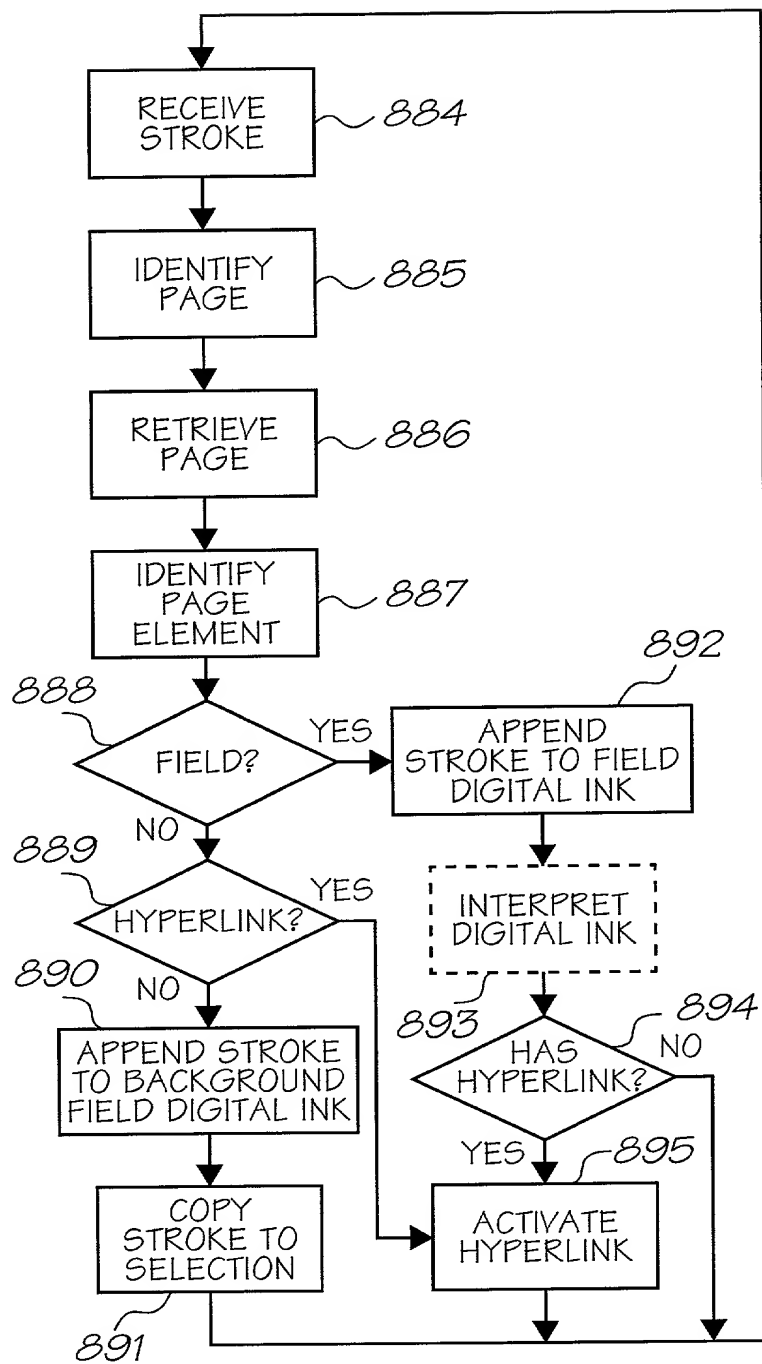 RECEIVE
STROKE
884
IDENTIFY
PAGE
885
RETRIEVE
PAGE
886
IDENTIFY
PAGE
ELEMENT
887
888
FIELD?
YES
NO
892
APPEND
STROKE TO FIELD
DIGITAL INK
889
HYPERLINK?
YES
NO
INTERPRET
DIGITAL INK
893
890
APPEND STROKE
TO BACKGROUND
FIELD DIGITAL INK
894
HAS
HYPERLINK?
NO
YES
895
COPY
STROKE TO
SELECTION
891
ACTIVATE
HYPERLINK